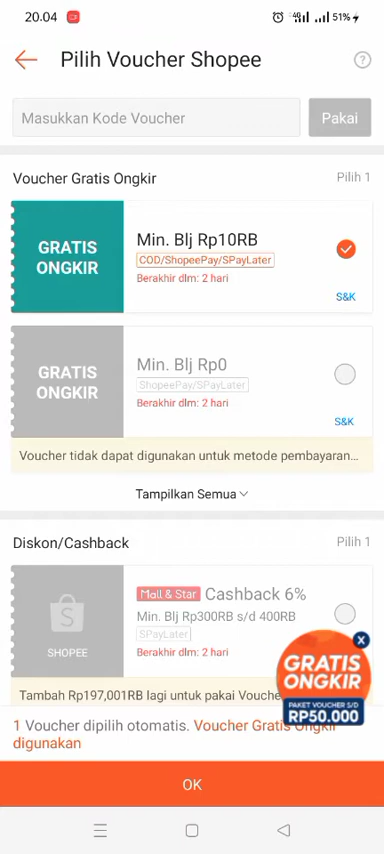 20.04
4G
51%
Pilih Voucher Shopee
?
Masukkan Kode Voucher
Pakai
Voucher Gratis Ongkir
Pilih 1
GRATIS
ONGKIR
Min. Blj Rp10RB
COD/ShopeePay/SPayLater
Berakhir dlm: 2 hari
S&K
GRATIS
ONGKIR
Min. Blj Rp0
ShopeePay/SPayLater
Berakhir dlm: 2 hari
S&K
Voucher tidak dapat digunakan untuk metode pembayaran...
Tampilkan Semua
Diskon/Cashback
Pilih 1
S
SHOPEE
Mall & Star Cashback 6%
Min. Blj Rp300RB s/d 400RB
SPayLater
Berakhir dlm: 2 hari
Tambah Rp197,001RB lagi untuk pakai Vouche
X
GRATIS
ONGKIR
PAKET VOUCHER S/D
RP50.000
1 Voucher dipilih otomatis. Voucher Gratis Ongkir
digunakan
OK